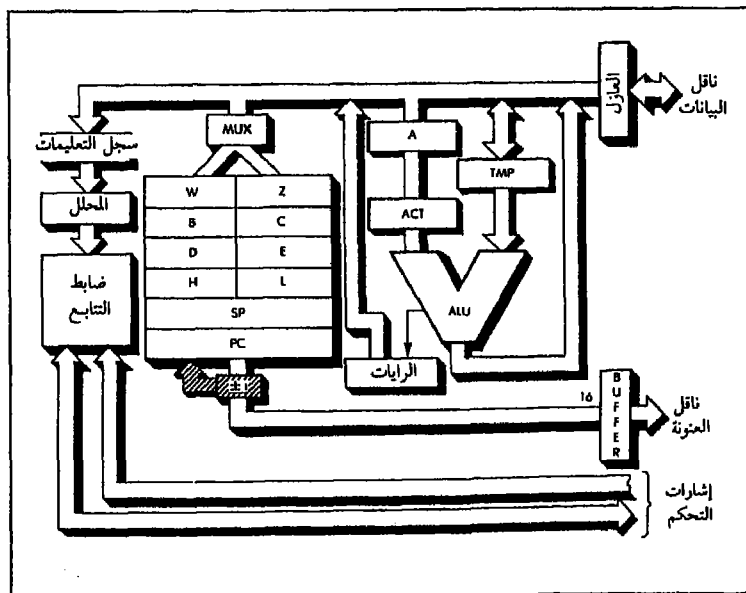 ناقل
البيانات
العازل
MUX
A
سجل التعليمات
TMP
W Z
المحلل
ACT
B C
D E
ضابط
التتابع
H L
ALU
SP
PC
الرايات
±1
16
BUFFER
ناقل
العنونة
إشارات
التحكم